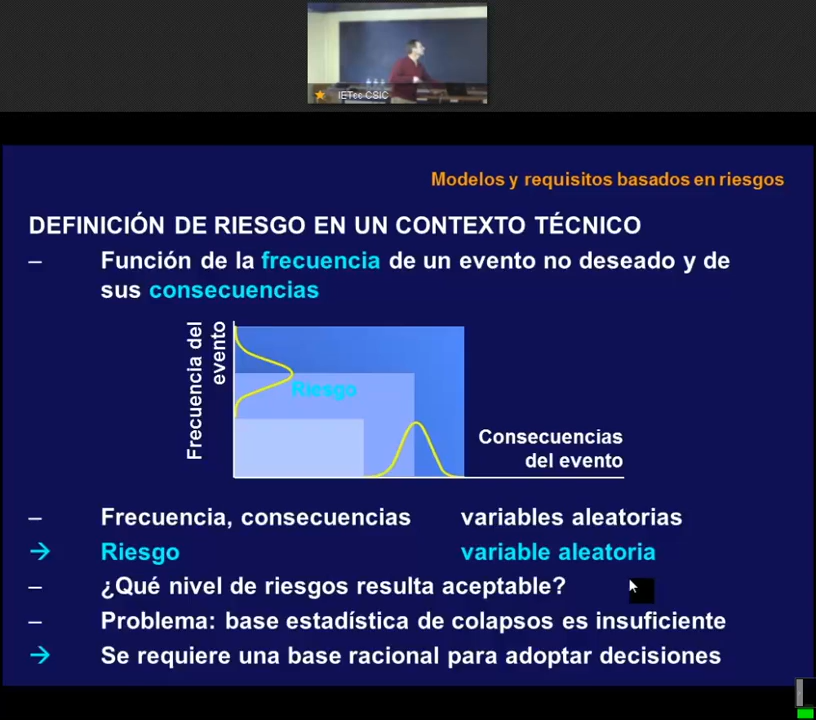 IETcc CSIC
Modelos y requisitos basados en riesgos
DEFINICIÓN DE RIESGO EN UN CONTEXTO TÉCNICO
– Función de la frecuencia de un evento no deseado y de
sus consecuencias
Frecuencia del
evento
Riesgo
Consecuencias
del evento
– Frecuencia, consecuencias variables aleatorias
→ Riesgo variable aleatoria
– ¿Qué nivel de riesgos resulta aceptable?
– Problema: base estadística de colapsos es insuficiente
→ Se requiere una base racional para adoptar decisiones